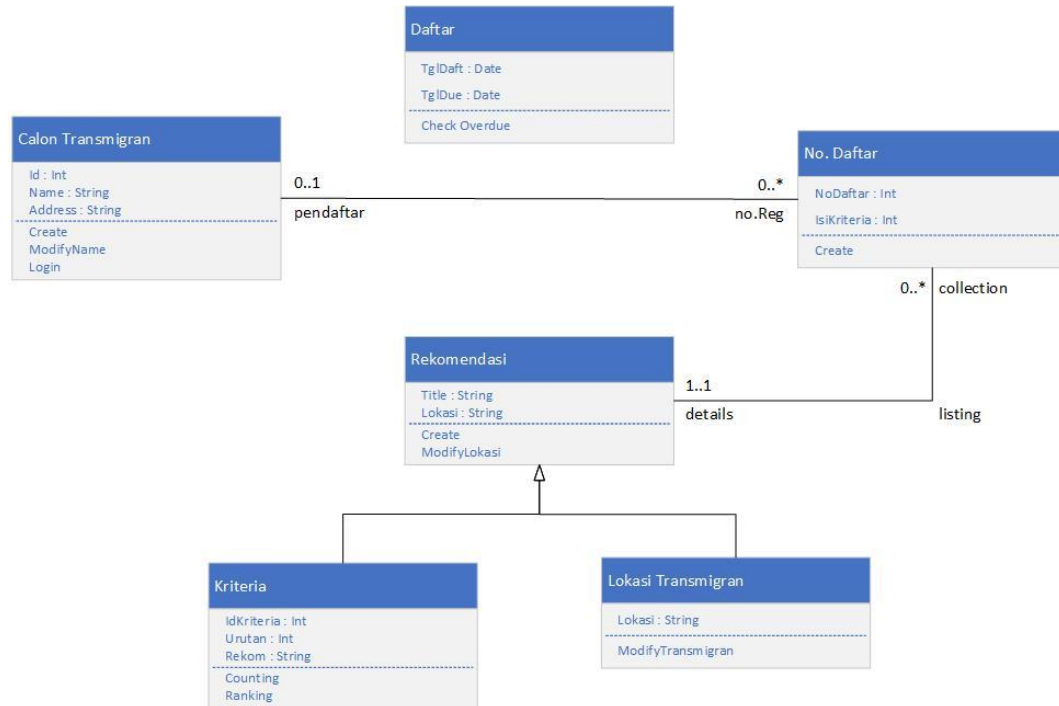 Daftar
TglDaft : Date
TglDue : Date
Check Overdue
Calon Transmigran
Id : Int
Name : String
Address : String
Create
ModifyName
Login
0..1
pendaftar
0..*
no.Reg
No. Daftar
NoDaftar : Int
IsiKriteria : Int
Create
0..*
collection
Rekomendasi
Title : String
Lokasi : String
Create
ModifyLokasi
1..1
details
listing
Kriteria
IdKriteria : Int
Urutan : Int
Rekom : String
Counting
Ranking
Lokasi Transmigran
Lokasi : String
ModifyTransmigran